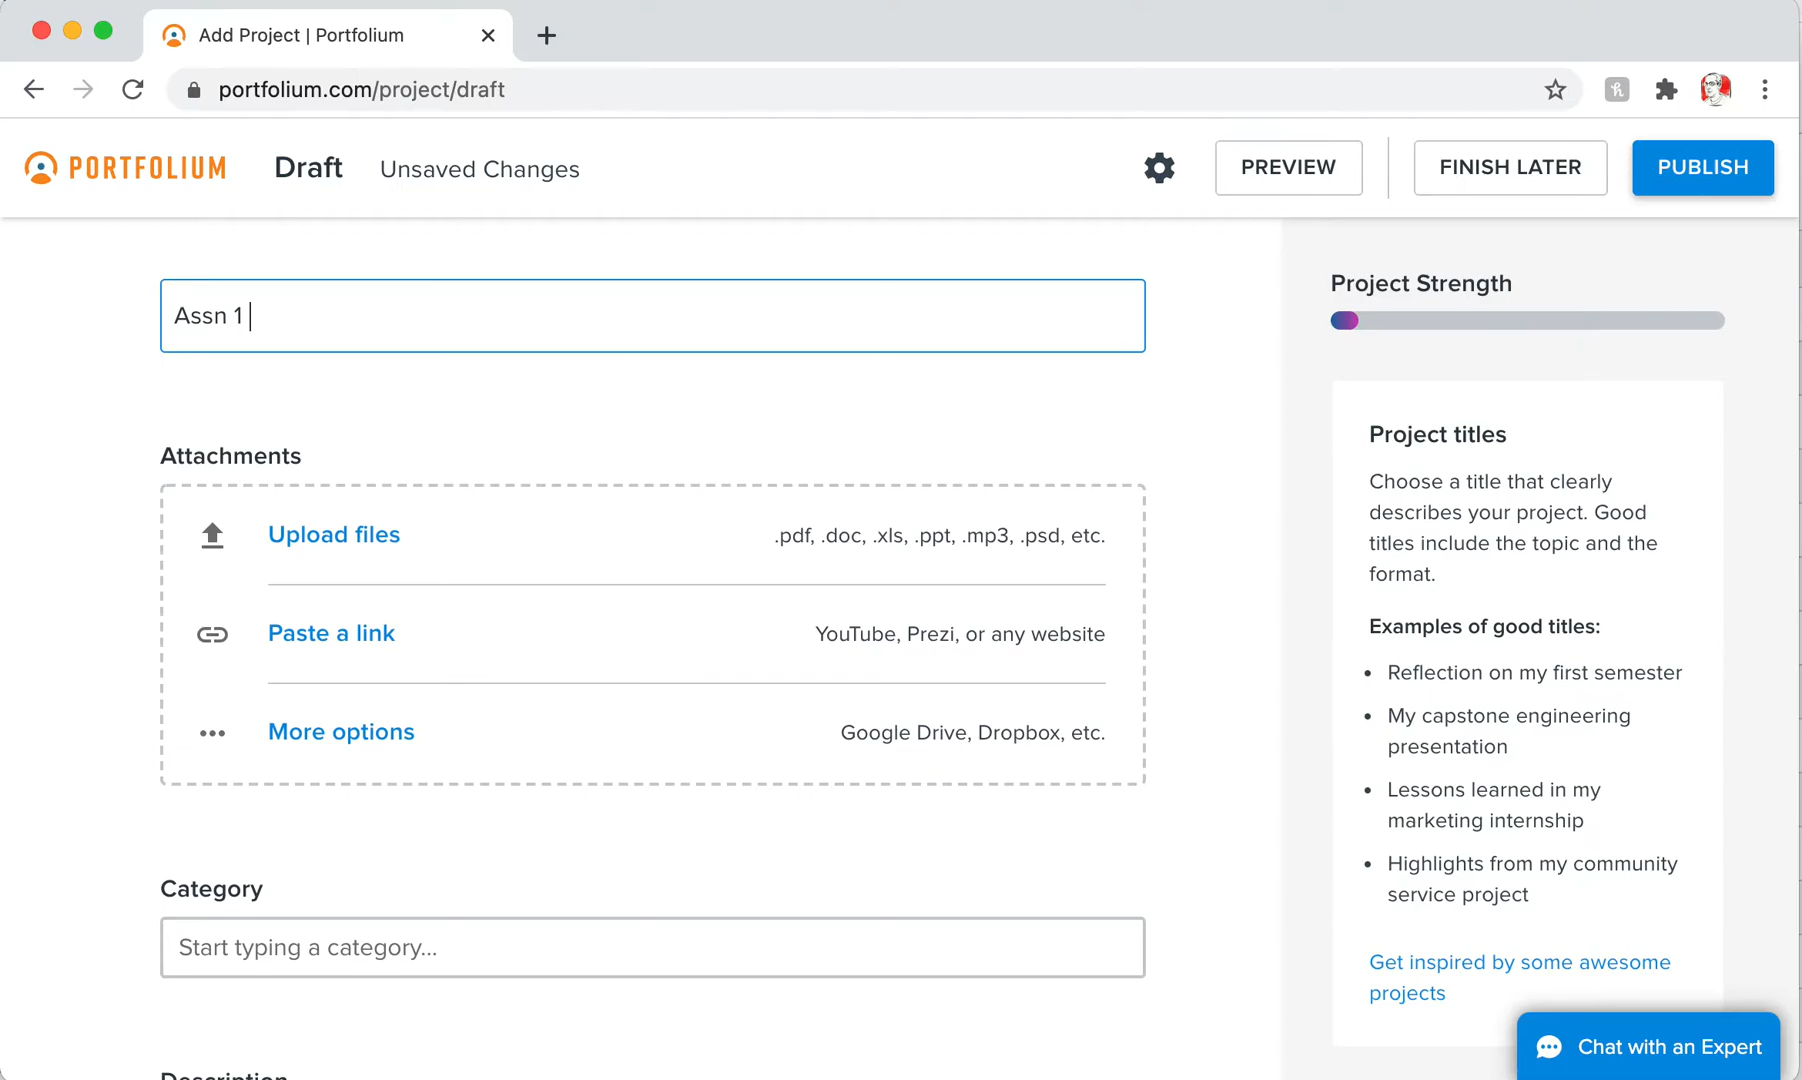 Add Project | Portfolium
portfolium.com/project/draft
PORTFOLIUM
Draft
Unsaved Changes
PREVIEW
FINISH LATER
PUBLISH
Assn 1
Attachments
Upload files
.pdf, .doc, .xls, .ppt, .mp3, .psd, etc.
Paste a link
YouTube, Prezi, or any website
More options
Google Drive, Dropbox, etc.
Category
Start typing a category...
Description
Project Strength
Project titles
Choose a title that clearly
describes your project. Good
titles include the topic and the
format.
Examples of good titles:
• Reflection on my first semester
• My capstone engineering
presentation
• Lessons learned in my
marketing internship
• Highlights from my community
service project
Get inspired by some awesome
projects
Chat with an Expert